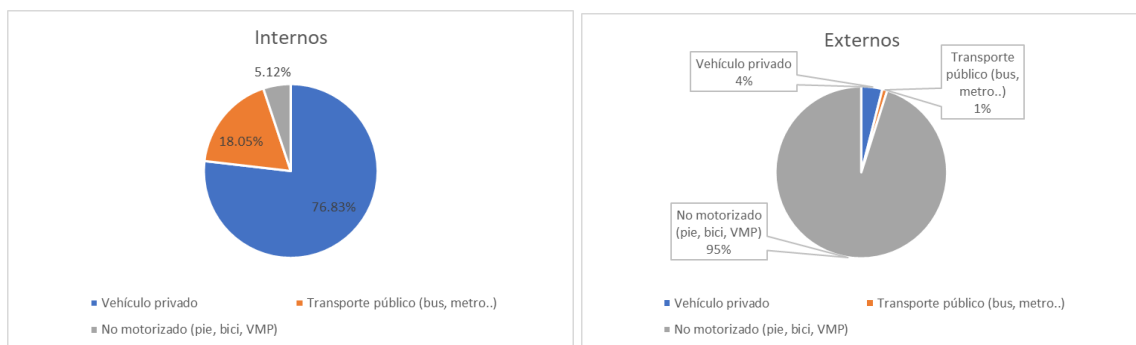 Internos
5.12%
18.05%
76.83%
Vehículo privado
Transporte público (bus, metro..)
No motorizado (pie, bici, VMP)
Externos
Vehículo privado
4%
Transporte
público (bus,
metro..)
1%
No motorizado
(pie, bici, VMP)
95%
Vehículo privado
Transporte público (bus, metro..)
No motorizado (pie, bici, VMP)